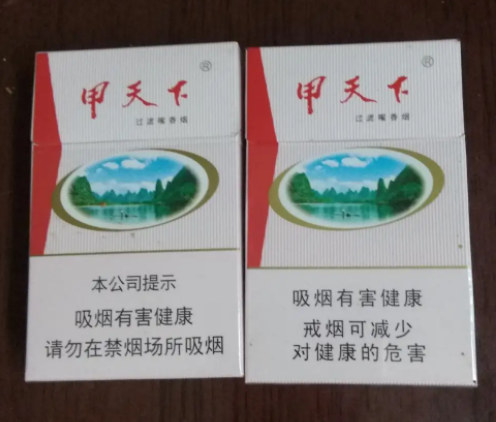 甲天下®
过滤嘴香烟
本公司提示
吸烟有害健康
请勿在禁烟场所吸烟
甲天下®
过滤嘴香烟
吸烟有害健康
戒烟可减少
对健康的危害